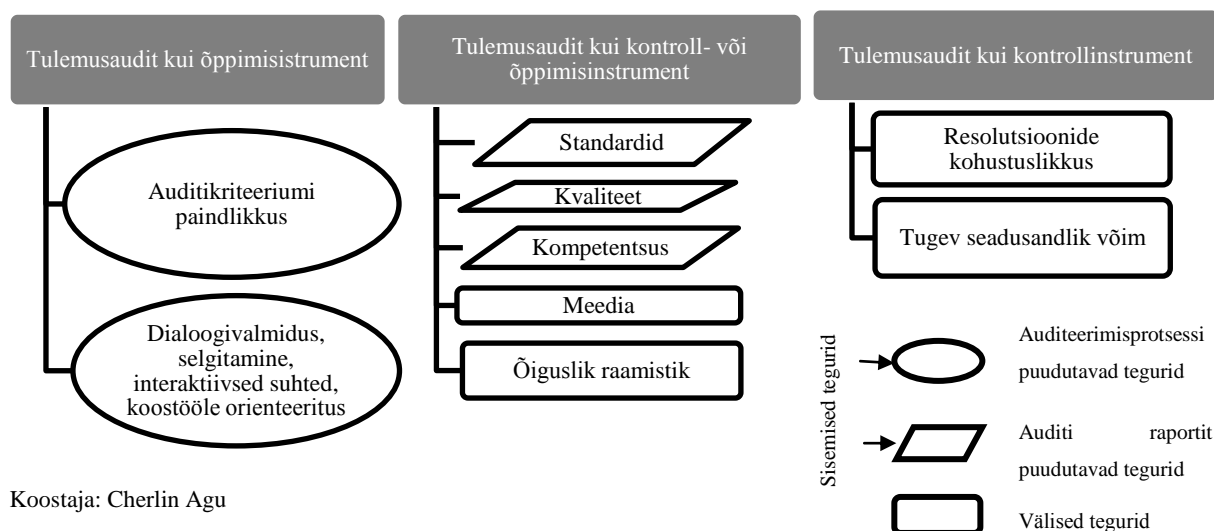 Tulemusaudit kui õppimisistrument
Auditikriteeriumi
paindlikkus
Dialoogivalmidus,
selgitamine,
interaktiivsed suhted,
koostööle orienteeritus
Tulemusaudit kui kontroll- või
õppimisinstrument
Standardid
Kvaliteet
Kompetentsus
Meedia
Õiguslik raamistik
Tulemusaudit kui kontrollinstrument
Resolutsioonide
kohustuslikkus
Tugev seadusandlik võim
Sisemised tegurid
Auditeerimisprotsessi
puudutavad tegurid
Auditi raportit
puudutavad tegurid
Välised tegurid
Koostaja: Cherlin Agu